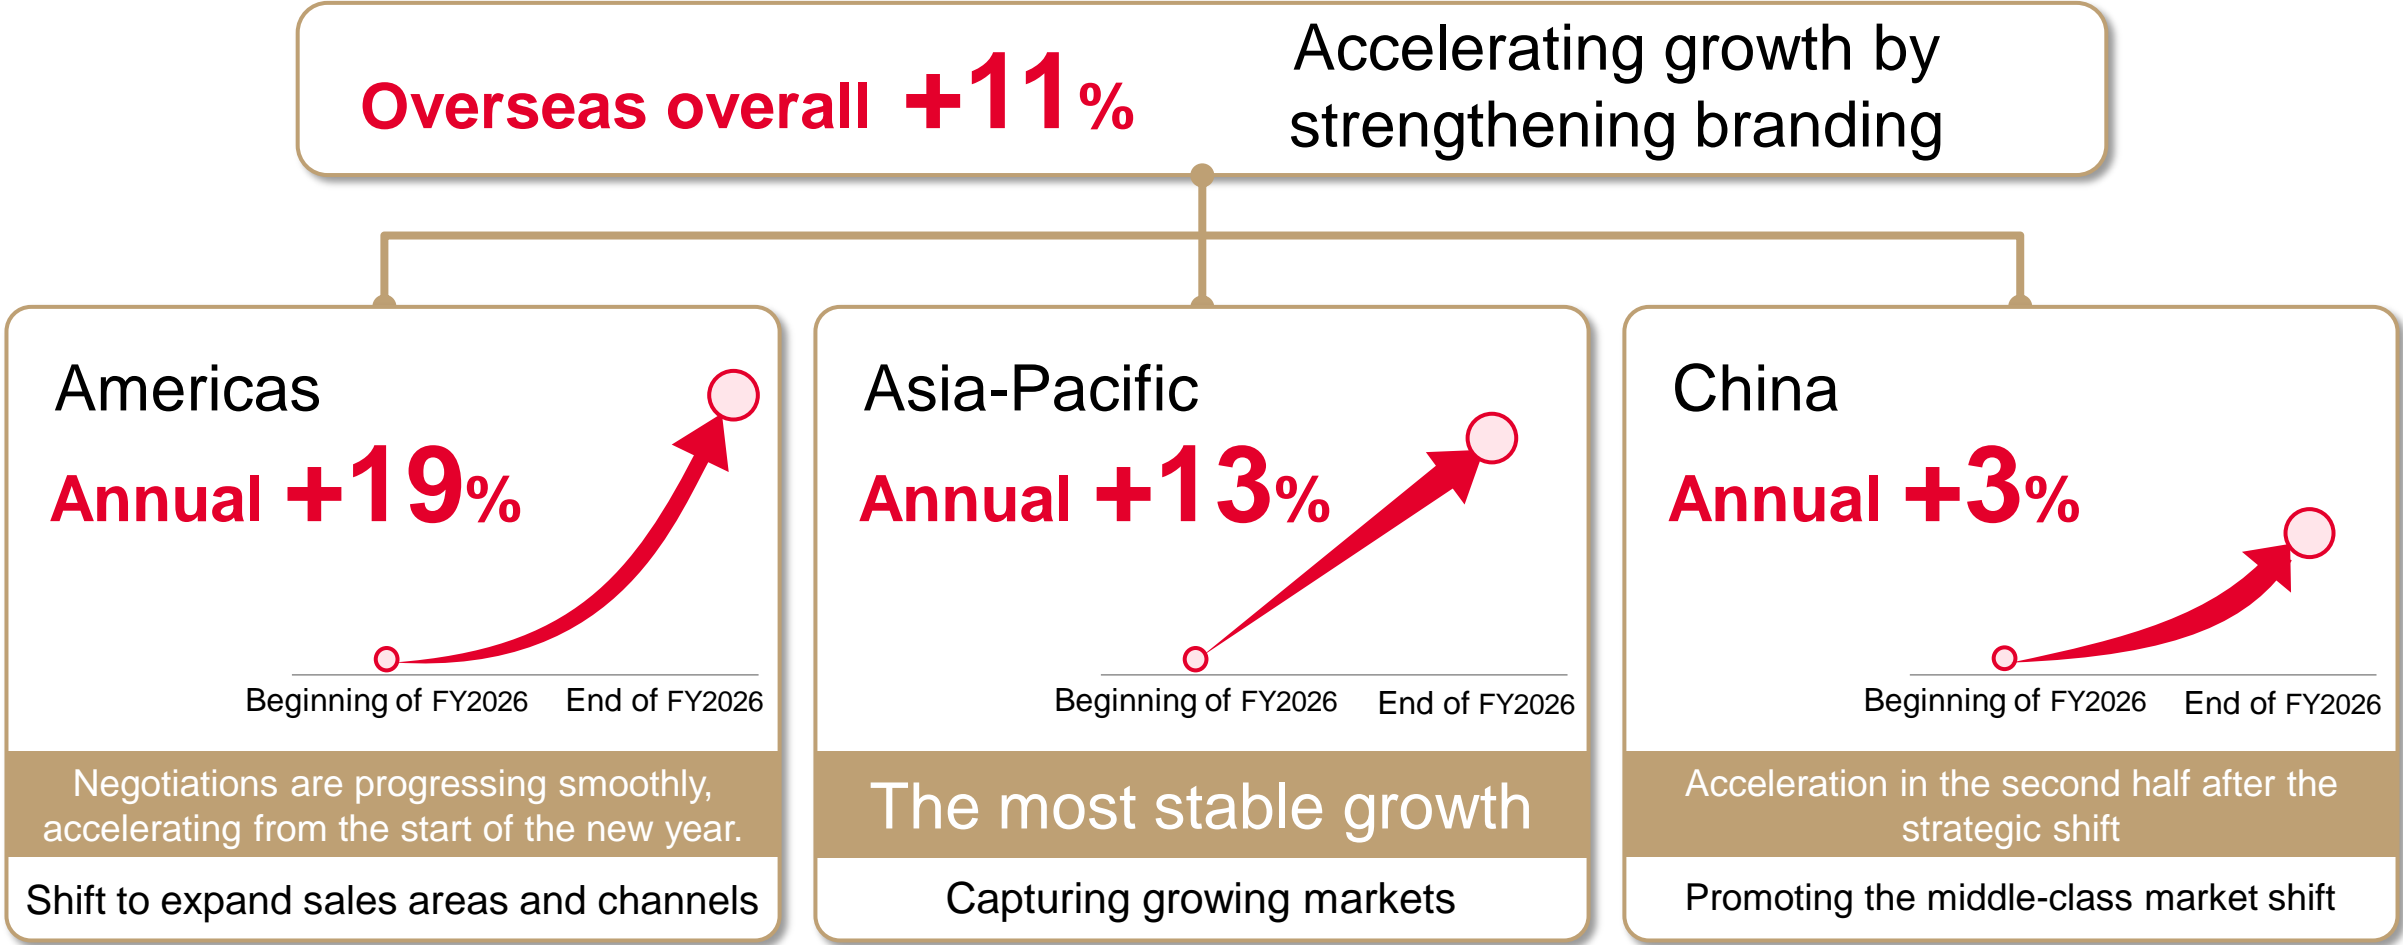 Overseas overall +11%
Accelerating growth by
strengthening branding
Americas
Annual +19%
Beginning of FY2026 End of FY2026
Negotiations are progressing smoothly,
accelerating from the start of the new year.
Shift to expand sales areas and channels
Asia-Pacific
Annual +13%
Beginning of FY2026 End of FY2026
The most stable growth
Capturing growing markets
China
Annual +3%
Beginning of FY2026 End of FY2026
Acceleration in the second half after the
strategic shift
Promoting the middle-class market shift